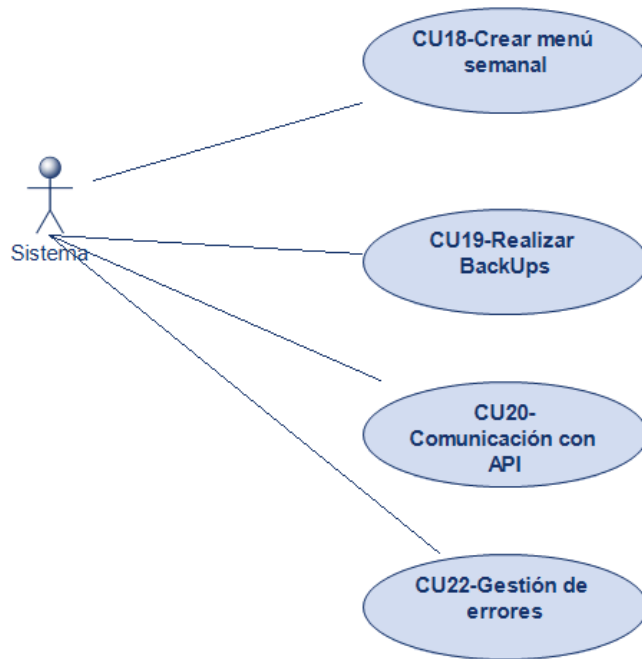 CU18-Crear menú
semanal
Sistema
CU19-Realizar
BackUps
CU20-
Comunicación con
API
CU22-Gestión de
errores